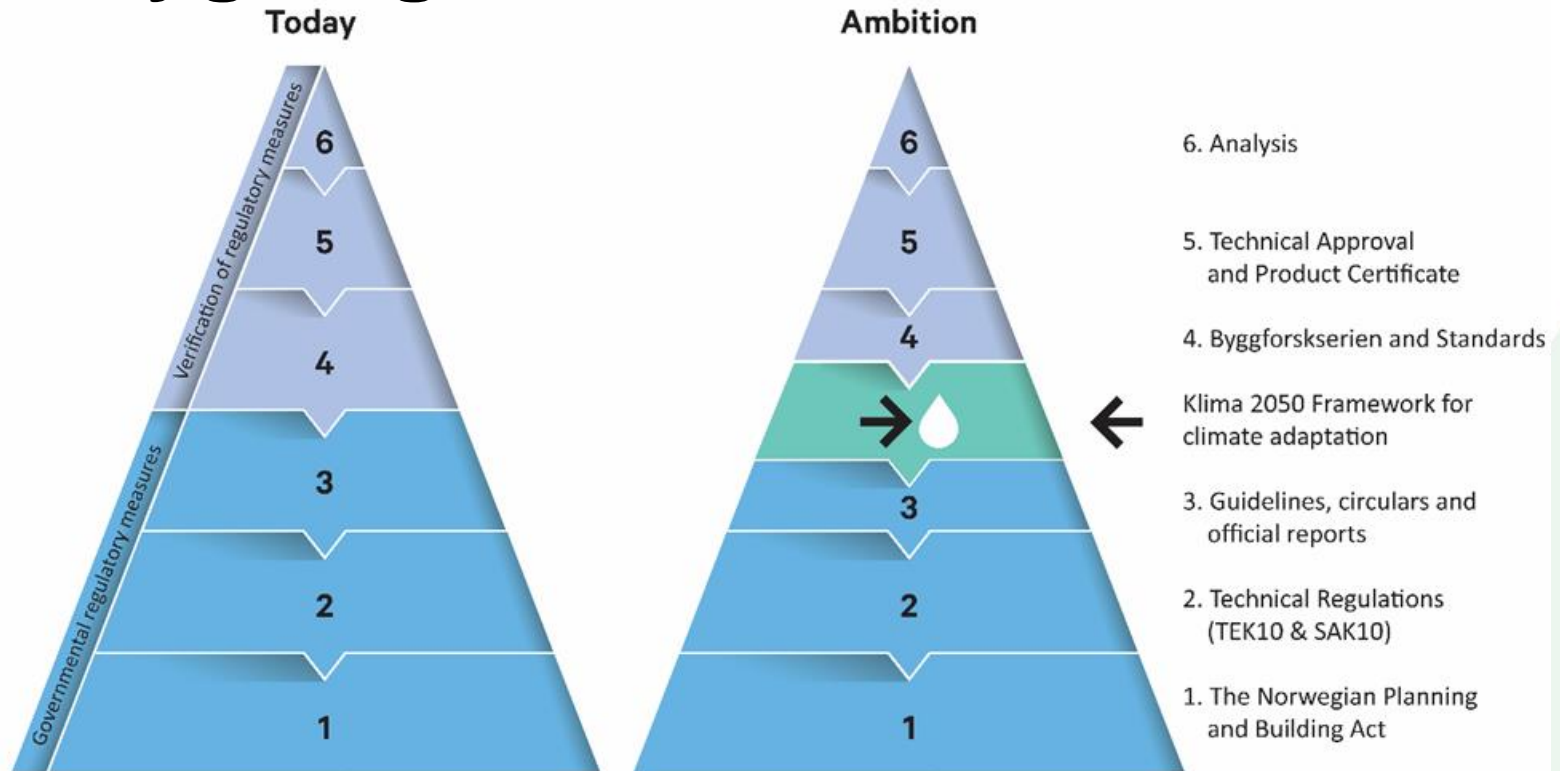 Today
Ambition
Verification of regulatory measures
Governmental regulatory measures
6
5
4
3
2
1
6
5
4
3
2
1
6. Analysis
5. Technical Approval
and Product Certificate
4. Byggforskserien and Standards
Klima 2050 Framework for
climate adaptation
3. Guidelines, circulars and
official reports
2. Technical Regulations
(TEK10 & SAK10)
1. The Norwegian Planning
and Building Act